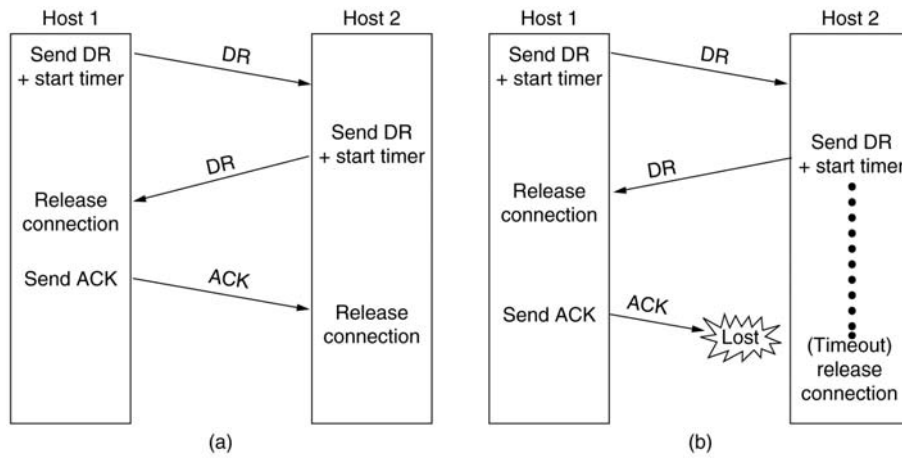 Host 1
Host 2
Send DR
+ start timer
DR
Send DR
+ start timer
DR
Release
connection
Send ACK
ACK
Release
connection
(a)
Host 1
Host 2
Send DR
+ start timer
DR
Send DR
+ start timer
DR
Release
connection
Send ACK
ACK
Lost
(Timeout)
release
connection
(b)